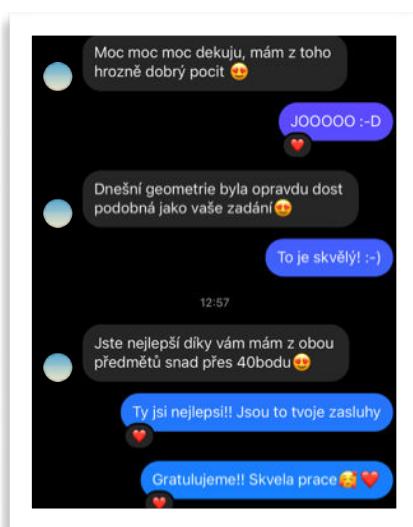 Moc moc moc dekuju, mám z toho
hrozně dobrý pocit 😍
JOOOOO :-D
Dnešní geometrie byla opravdu dost
podobná jako vaše zadání😍
To je skvělý! :-)
12:57
Jste nejlepší díky vám mám z obou
předmětů snad přes 40bodu😍
Ty jsi nejlepsi!! Jsou to tvoje zasluhy
Gratulujeme!! Skvela prace🥰❤️